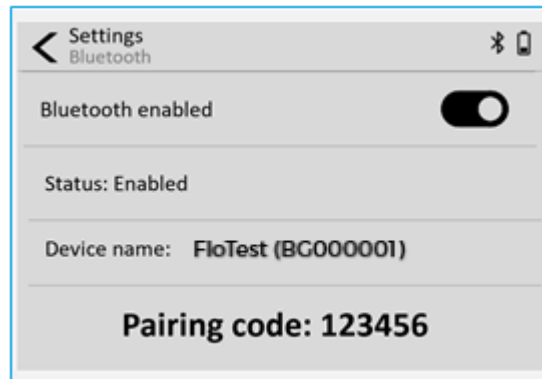 Settings
Bluetooth
Bluetooth enabled
Status: Enabled
Device name: FloTest (BG000001)
Pairing code: 123456